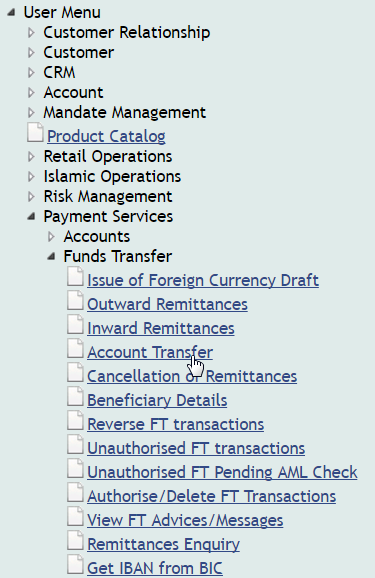 User Menu
Customer Relationship
Customer
CRM
Account
Mandate Management
Product Catalog
Retail Operations
Islamic Operations
Risk Management
Payment Services
Accounts
Funds Transfer
Issue of Foreign Currency Draft
Outward Remittances
Inward Remittances
Account Transfer
Cancellation of Remittances
Beneficiary Details
Reverse FT transactions
Unauthorised FT transactions
Unauthorised FT Pending AML Check
Authorise/Delete FT Transactions
View FT Advices/Messages
Remittances Enquiry
Get IBAN from BIC